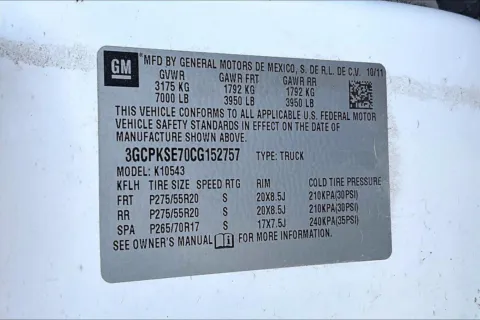 GM
MFD BY GENERAL MOTORS DE MEXICO, S. DE R.L. DE C.V. 10/11
GVWR GAWR FRT GAWR RR
3175 KG 1792 KG 1792 KG
7000 LB 3950 LB 3950 LB
THIS VEHICLE CONFORMS TO ALL APPLICABLE U.S. FEDERAL MOTOR
VEHICLE SAFETY STANDARDS IN EFFECT ON THE DATE OF
MANUFACTURE SHOWN ABOVE.
3GCPKSE70CG152757 TYPE: TRUCK
MODEL: K10543
KFLH TIRE SIZE SPEED RTG RIM COLD TIRE PRESSURE
FRT P275/55R20 S 20X8.5J 210KPA(30PSI)
RR P275/55R20 S 20X8.5J 210KPA(30PSI)
SPA P265/70R17 S 17X7.5J 240KPA(35PSI)
SEE OWNER'S MANUAL FOR MORE INFORMATION.